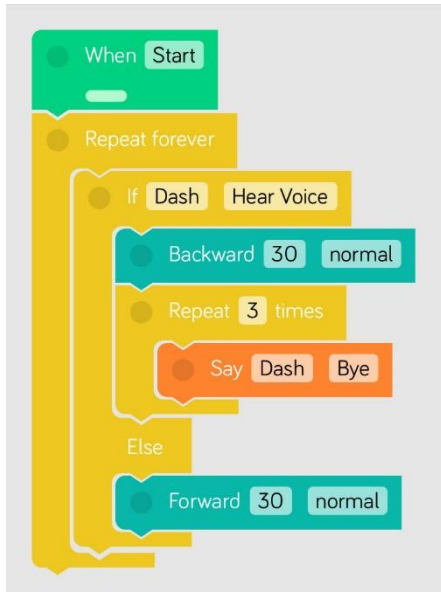 When Start
Repeat forever
If Dash Hear Voice
Backward 30 normal
Repeat 3 times
Say Dash Bye
Else
Forward 30 normal